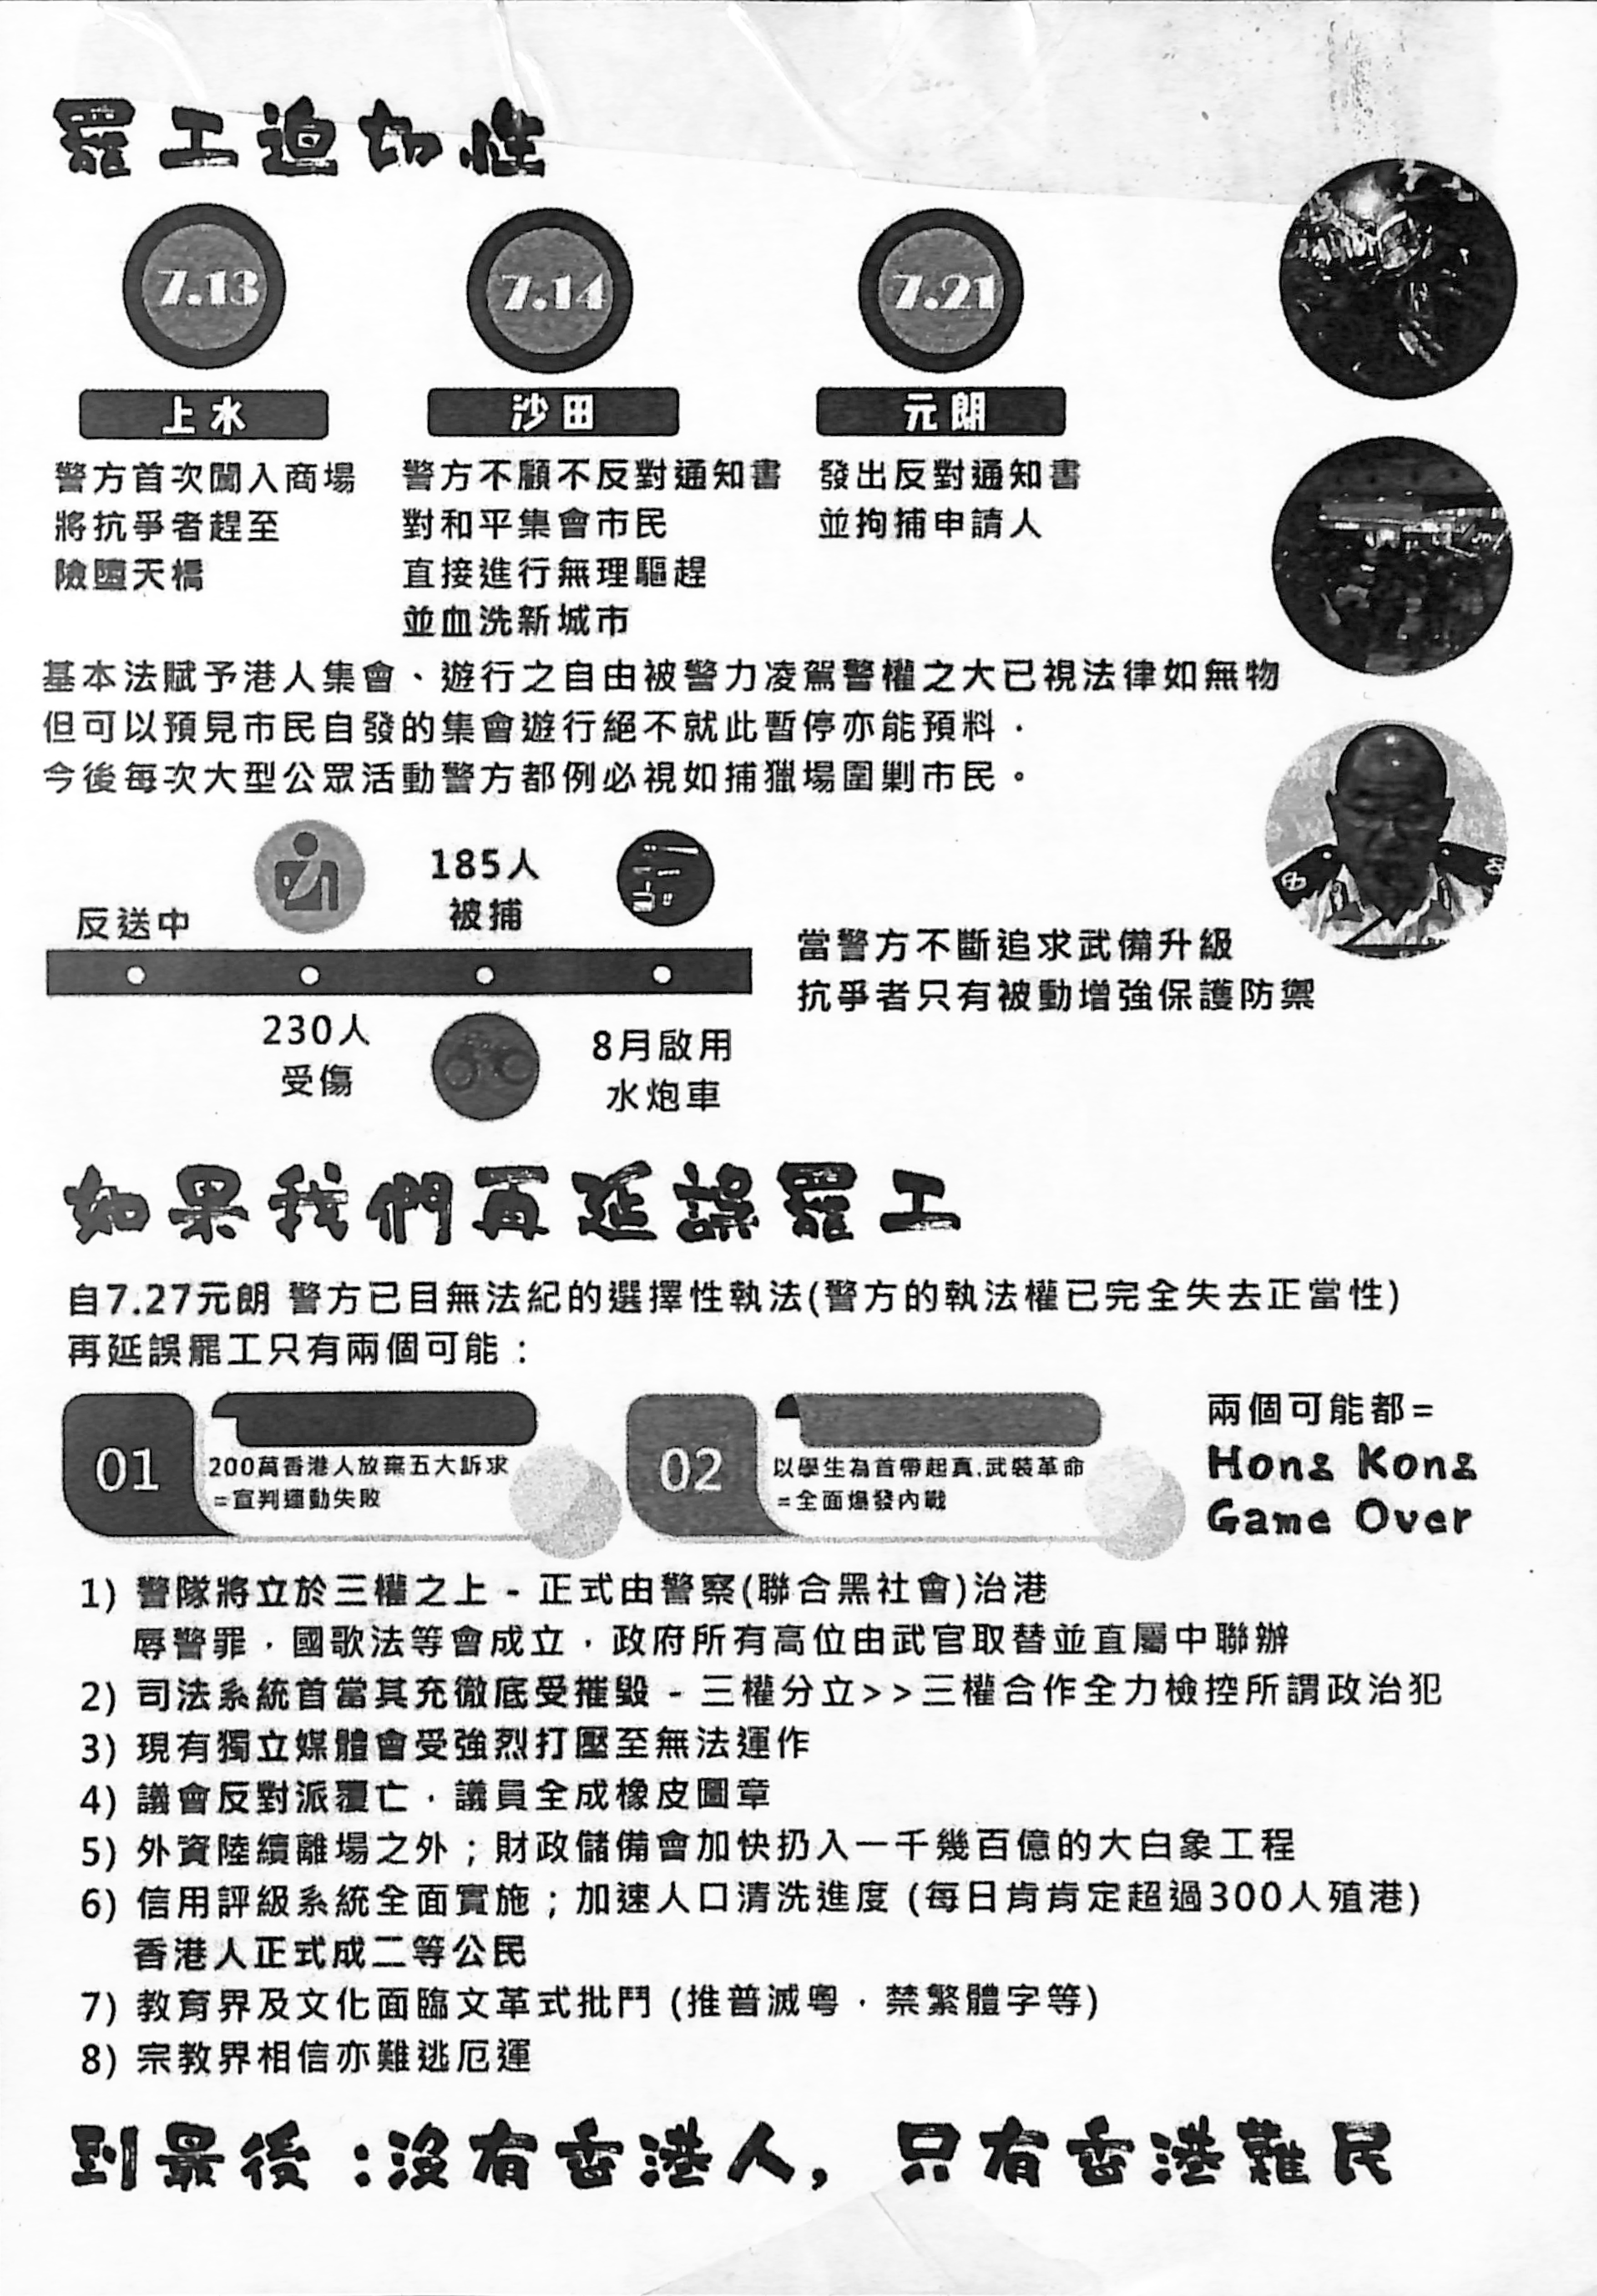 罷工迫切性
7.13
7.14
7.21
上水
沙田
元朗
警方首次闖入商場
將抗爭者趕至
險墮天橋
警方不顧不反對通知書
對和平集會市民
直接進行無理驅趕
並血洗新城市
發出反對通知書
並拘捕申請人
基本法賦予港人集會、遊行之自由被警力凌駕警權之大已視法律如無物
但可以預見市民自發的集會遊行絕不就此暫停亦能預料，
今後每次大型公眾活動警方都例必視如捕獵場圍剿市民。
反送中
230人
受傷
185人
被捕
8月啟用
水炮車
當警方不斷追求武備升級
抗爭者只有被動增強保護防禦
如果我們再延誤罷工
自7.27元朗 警方已目無法紀的選擇性執法(警方的執法權已完全失去正當性)
再延誤罷工只有兩個可能：
01
200萬香港人放棄五大訴求
=宣判運動失敗
02
以學生為首帶起真.武裝革命
=全面爆發內戰
兩個可能都=
Hong Kong
Game Over
1) 警隊將立於三權之上 - 正式由警察(聯合黑社會)治港
辱警罪，國歌法等會成立，政府所有高位由武官取替並直屬中聯辦
2) 司法系統首當其充徹底受摧毀 - 三權分立>>三權合作全力檢控所謂政治犯
3) 現有獨立媒體會受強烈打壓至無法運作
4) 議會反對派覆亡，議員全成橡皮圖章
5) 外資陸續離場之外；財政儲備會加快扔入一千幾百億的大白象工程
6) 信用評級系統全面實施；加速人口清洗進度 (每日肯肯定超過300人殖港)
香港人正式成二等公民
7) 教育界及文化面臨文革式批鬥 (推普滅粵，禁繁體字等)
8) 宗教界相信亦難逃厄運
到最後：沒有香港人，只有香港難民